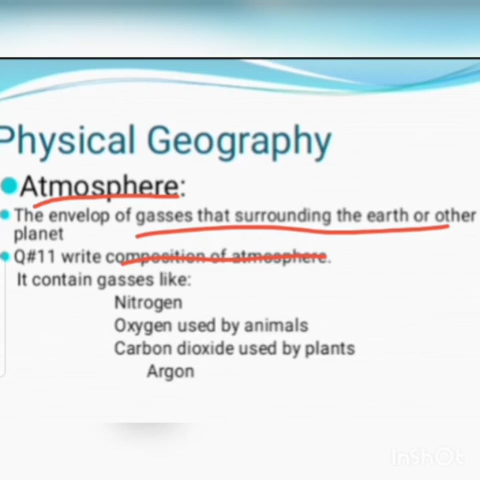 Physical Geography
Atmosphere:
The envelop of gasses that surrounding the earth or other
planet
Q#11 write composition of atmosphere.
It contain gasses like:
Nitrogen
Oxygen used by animals
Carbon dioxide used by plants
Argon
InShOt